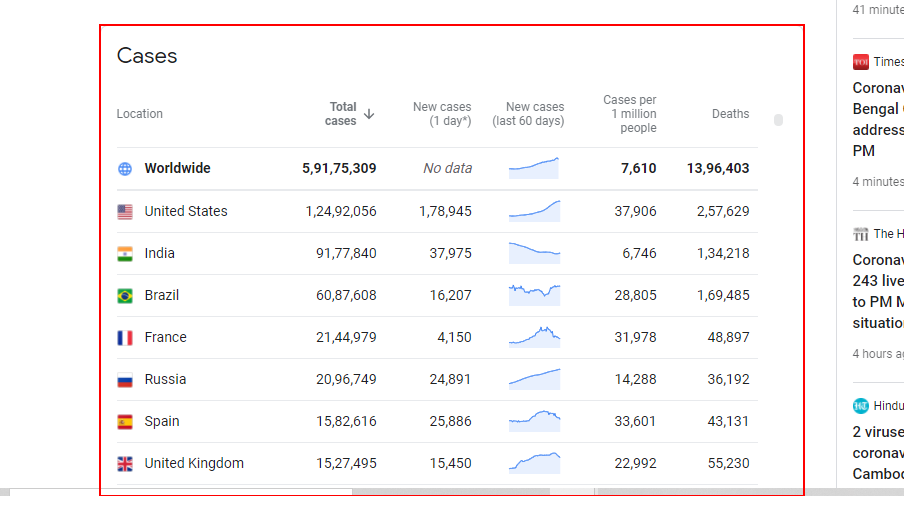 Cases
Location Total cases New cases (1 day*) New cases (last 60 days) Cases per 1 million people Deaths
Worldwide 5,91,75,309 No data 7,610 13,96,403
United States 1,24,92,056 1,78,945 37,906 2,57,629
India 91,77,840 37,975 6,746 1,34,218
Brazil 60,87,608 16,207 28,805 1,69,485
France 21,44,979 4,150 31,978 48,897
Russia 20,96,749 24,891 14,288 36,192
Spain 15,82,616 25,886 33,601 43,131
United Kingdom 15,27,495 15,450 22,992 55,230
41 minute
TOI Times
Coronav
Bengal
address
PM
4 minutes
TH The H
Coronav
243 live
to PM M
situatio
4 hours ag
HT Hindu
2 viruse
coronav
Cambod